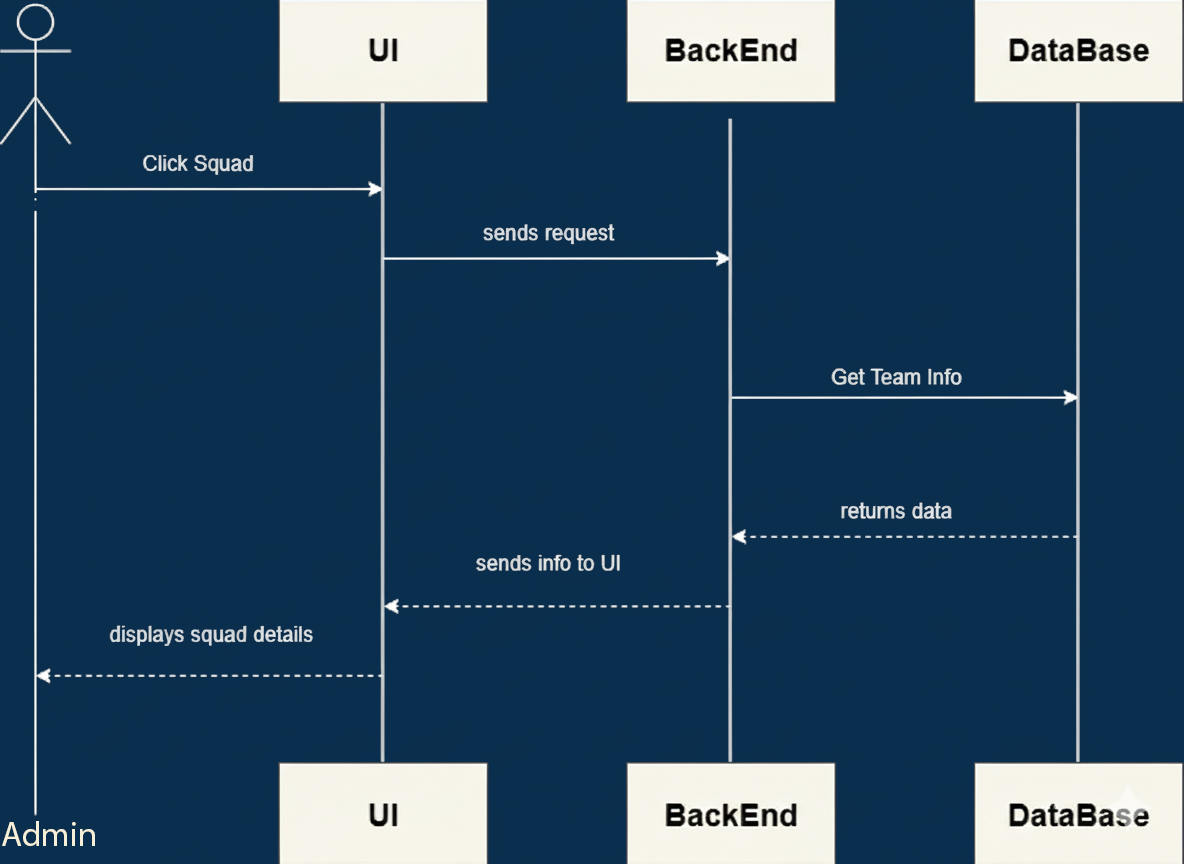 UI
BackEnd
DataBase
Click Squad
sends request
Get Team Info
returns data
sends info to UI
displays squad details
UI
BackEnd
DataBase
Admin